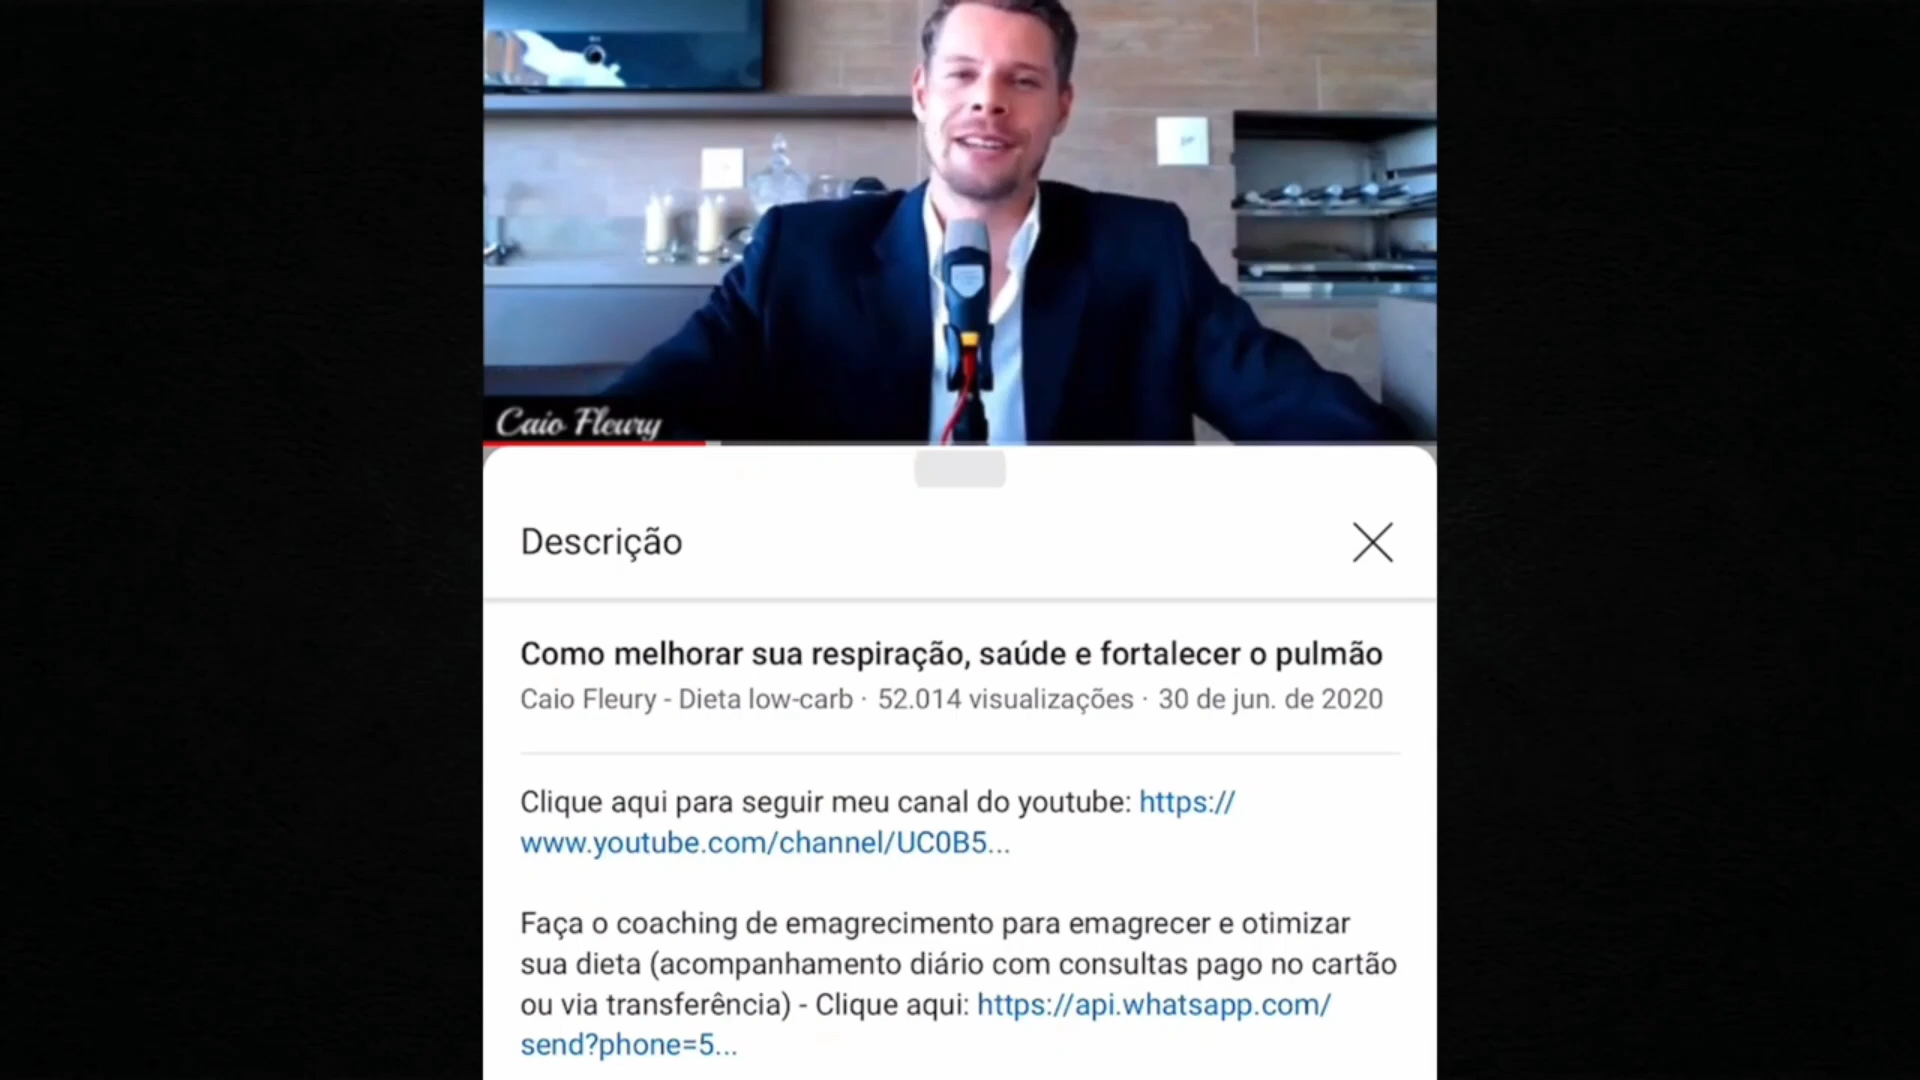 Caio Fleury
Descrição
Como melhorar sua respiração, saúde e fortalecer o pulmão
Caio Fleury - Dieta low-carb · 52.014 visualizações · 30 de jun. de 2020
Clique aqui para seguir meu canal do youtube: https://
www.youtube.com/channel/UC0B5...
Faça o coaching de emagrecimento para emagrecer e otimizar
sua dieta (acompanhamento diário com consultas pago no cartão
ou via transferência) - Clique aqui: https://api.whatsapp.com/
send?phone=5...